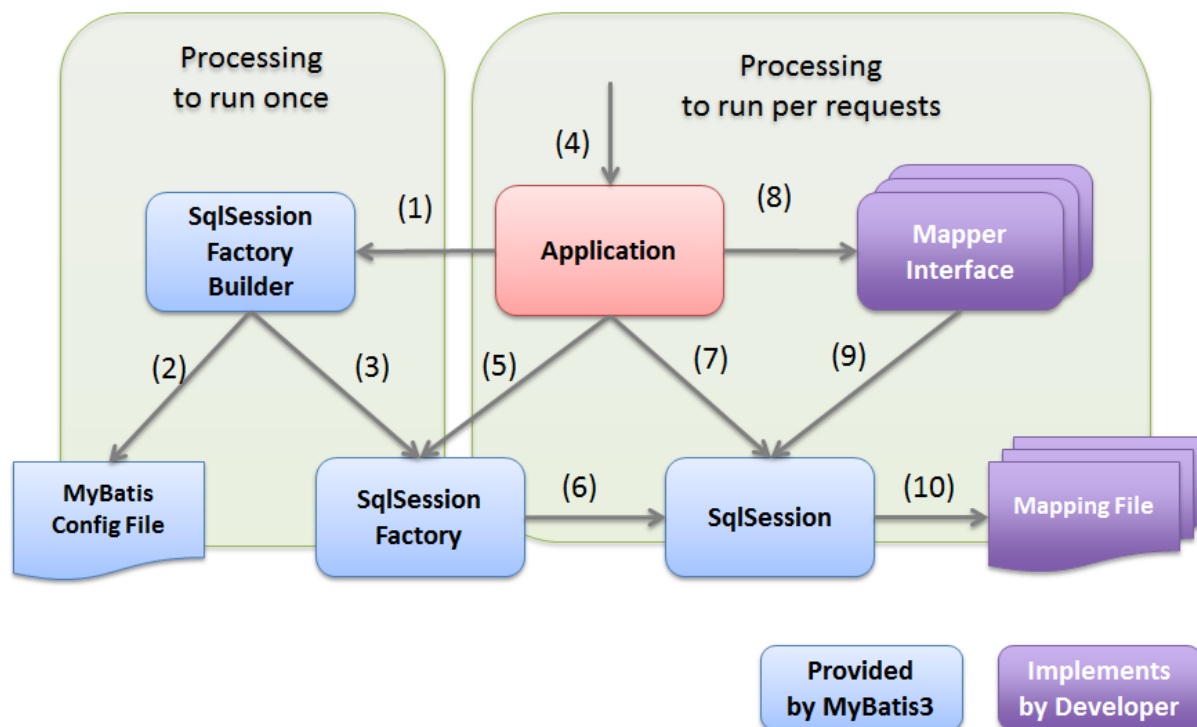 Processing
to run once
Processing
to run per requests
(4)
(1)
(8)
SqlSession
Factory
Builder
Application
Mapper
Interface
(2)
(3)
(5)
(7)
(9)
MyBatis
Config File
SqlSession
Factory
(6)
SqlSession
(10)
Mapping File
Provided
by MyBatis3
Implements
by Developer